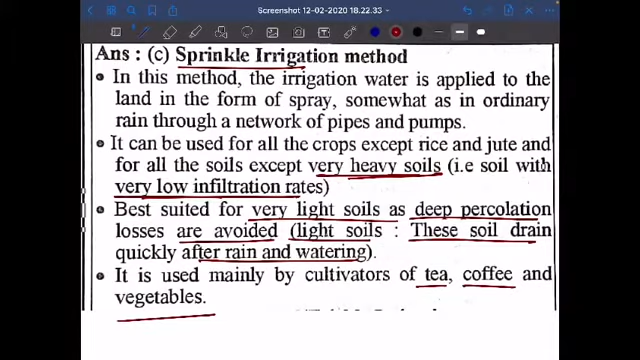 Screenshot 12-02-2020 18.22.33
Ans : (c) Sprinkle Irrigation method
• In this method, the irrigation water is applied to the
land in the form of spray, somewhat as in ordinary
rain through a network of pipes and pumps.
• It can be used for all the crops except rice and jute and
for all the soils except very heavy soils (i.e soil with
very low infiltration rates)
• Best suited for very light soils as deep percolation
losses are avoided (light soils : These soil drain
quickly after rain and watering).
• It is used mainly by cultivators of tea, coffee and
vegetables.